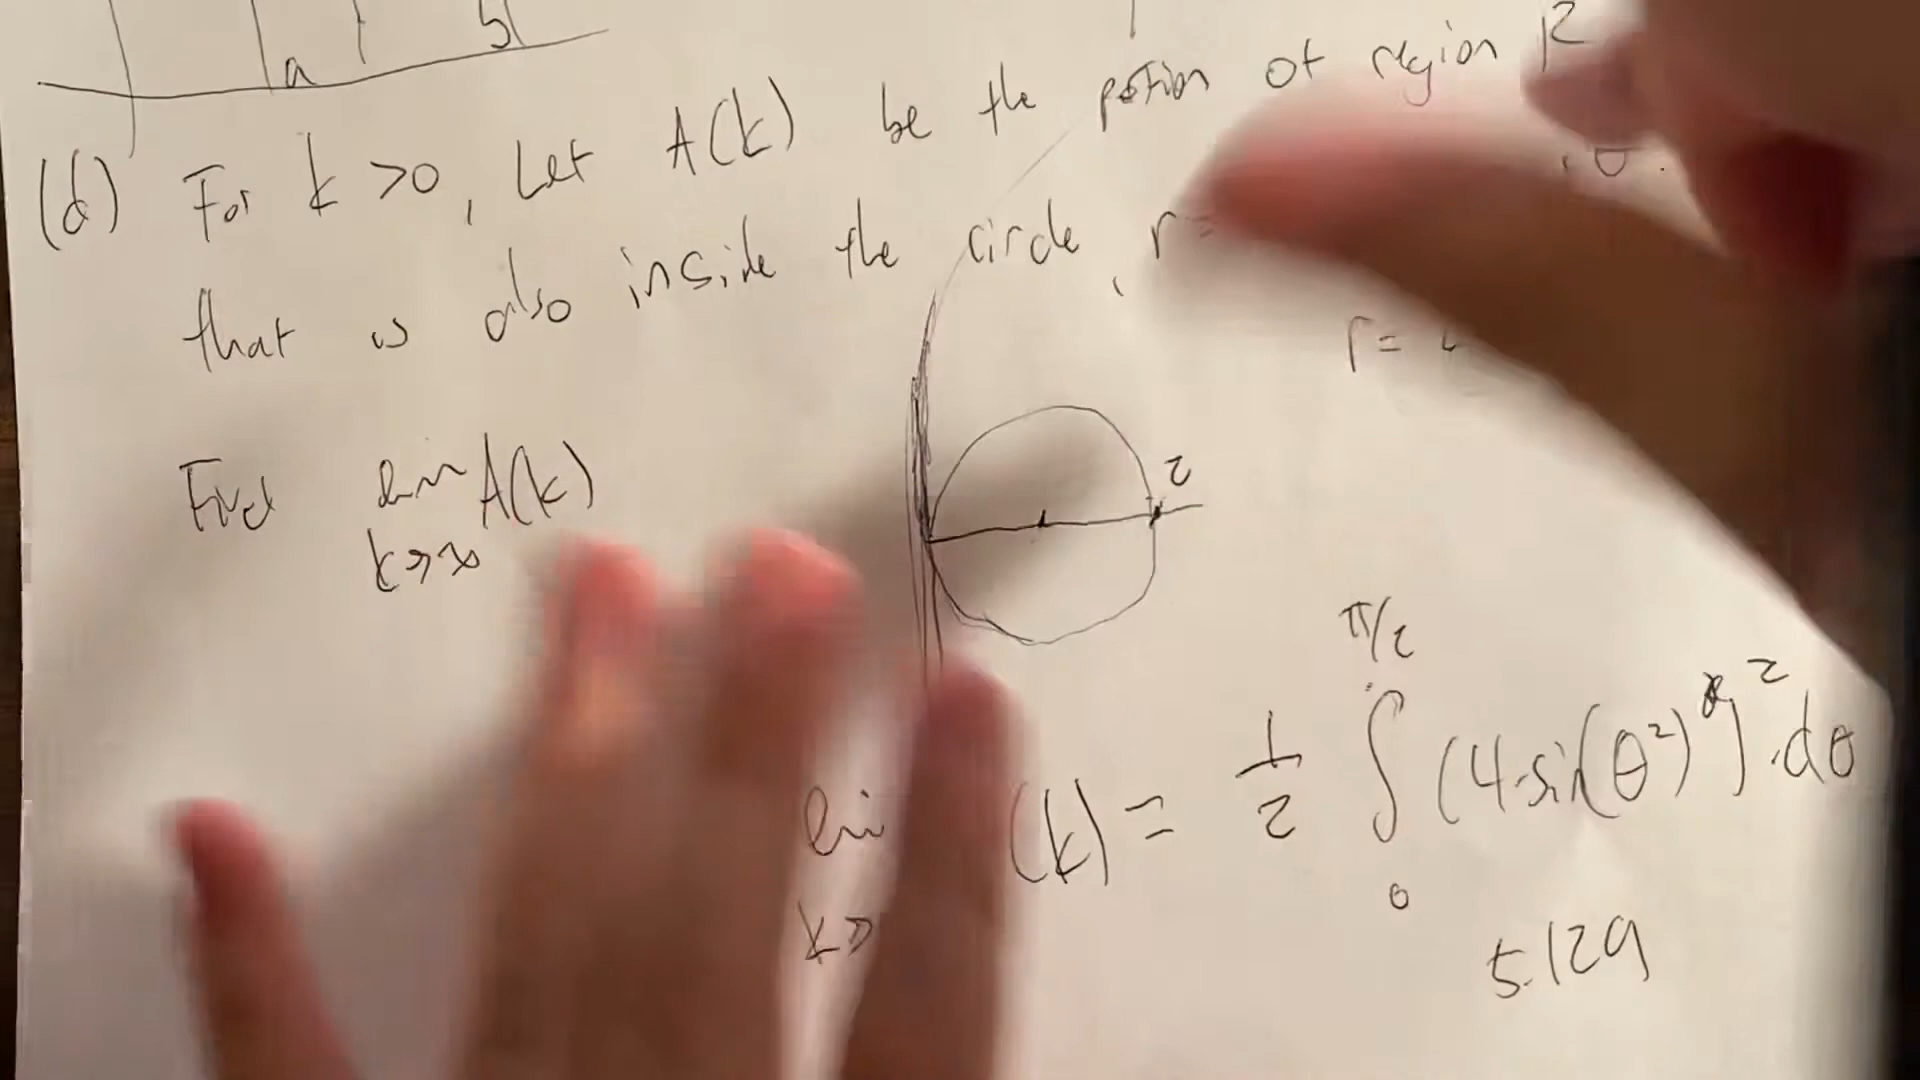 a b
(d) For k >0, Let A(k) be the portion of region R
that is also inside the circle, r=
r =
Find lim A(k)
k→∞
2
π/2
lim (k) = 1/2 ∫ (4 sin(θ²))² dθ
k→
0
5.129